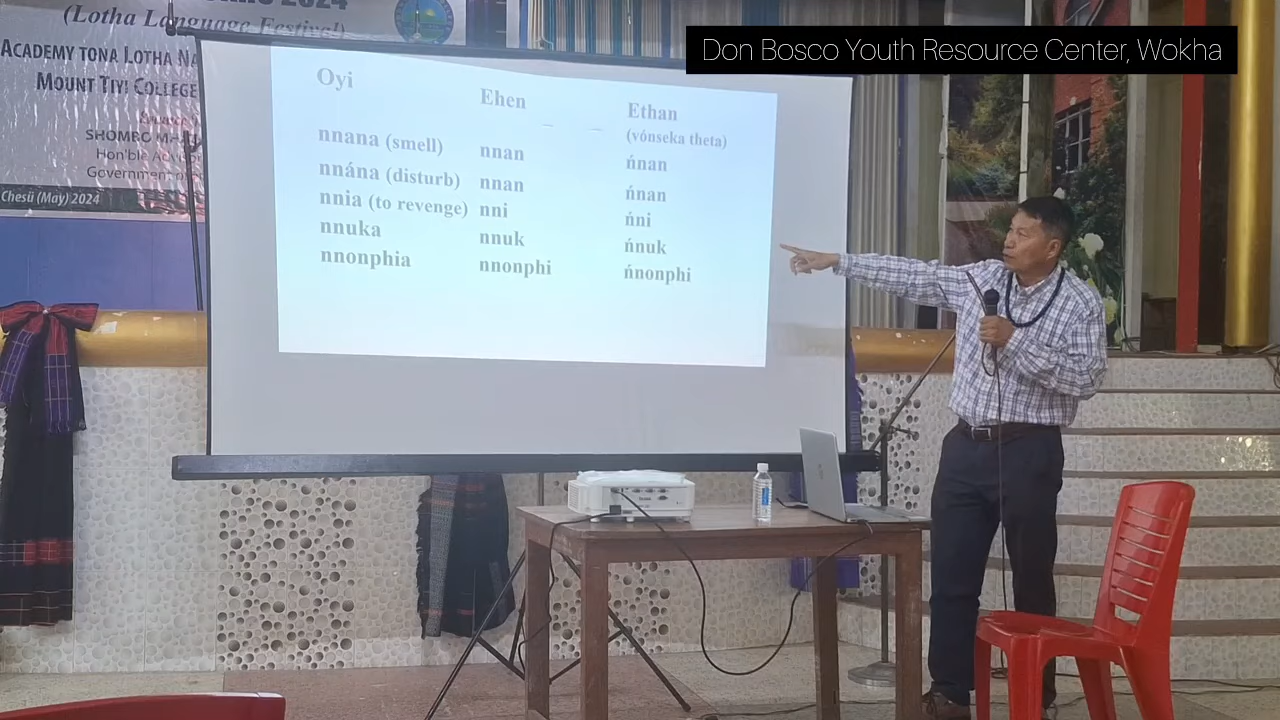 2024
(Lotha Language Festival)
ACADEMY TONA LOTHA
MOUNT TIYI COLLEGE
SHOMBO
Hon'ble
Government
Chesü (May) 2024
Don Bosco Youth Resource Center, Wokha
Oyi Ehen Ethan
(vónseka theta)
nnana (smell) nnan ńnan
nnána (disturb) nnan ńnan
nnia (to revenge) nni ńni
nnuka nnuk ńnuk
nnonphia nnonphi ńnonphi